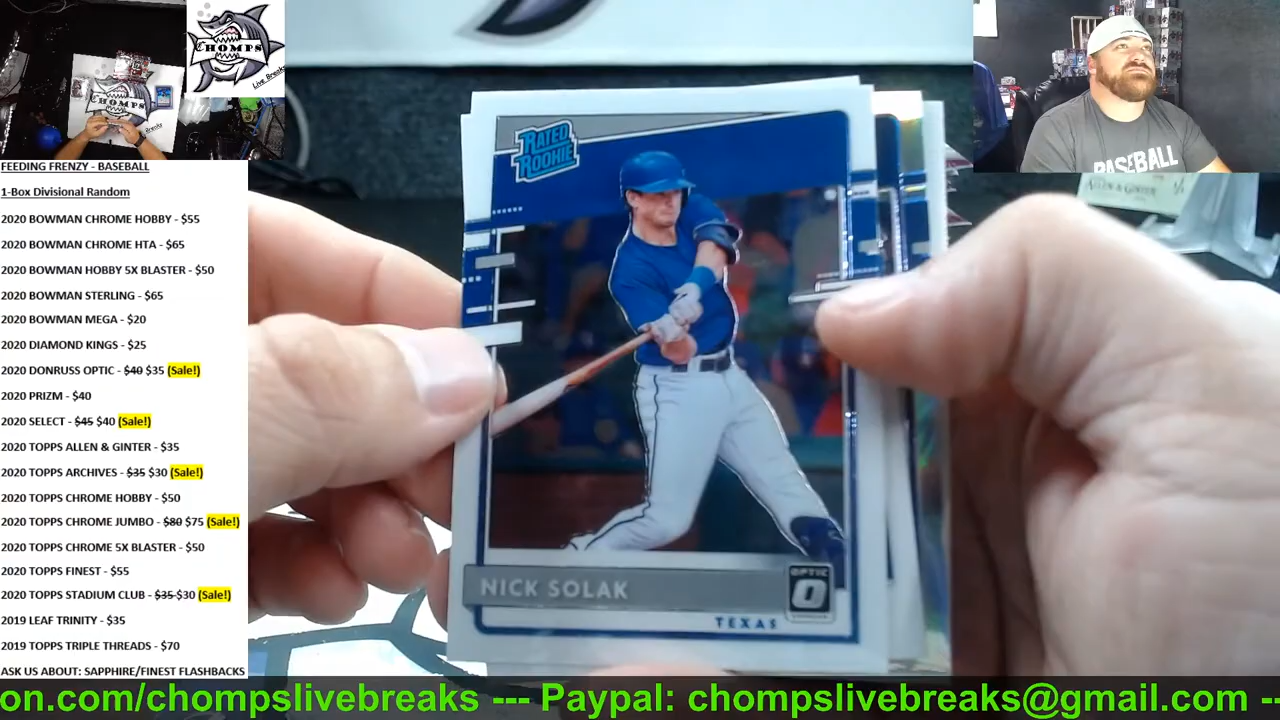 CHOMPS
Live Breaks
CHOMPS
Breaks
BASEBALL
ALLEN & GINTER
FEEDING FRENZY - BASEBALL
1-Box Divisional Random
2020 BOWMAN CHROME HOBBY - $55
2020 BOWMAN CHROME HTA - $65
2020 BOWMAN HOBBY 5X BLASTER - $50
2020 BOWMAN STERLING - $65
2020 BOWMAN MEGA - $20
2020 DIAMOND KINGS - $25
2020 DONRUSS OPTIC - $40 $35 (Sale!)
2020 PRIZM - $40
2020 SELECT - $45 $40 (Sale!)
2020 TOPPS ALLEN & GINTER - $35
2020 TOPPS ARCHIVES - $35 $30 (Sale!)
2020 TOPPS CHROME HOBBY - $50
2020 TOPPS CHROME JUMBO - $80 $75 (Sale!)
2020 TOPPS CHROME 5X BLASTER - $50
2020 TOPPS FINEST - $55
2020 TOPPS STADIUM CLUB - $35 $30 (Sale!)
2019 LEAF TRINITY - $35
2019 TOPPS TRIPLE THREADS - $70
ASK US ABOUT: SAPPHIRE/FINEST FLASHBACKS
RATED
ROOKIE
NICK SOLAK
OPTIC
TEXAS
on.com/chompslivebreaks --- Paypal: chompslivebreaks@gmail.com --